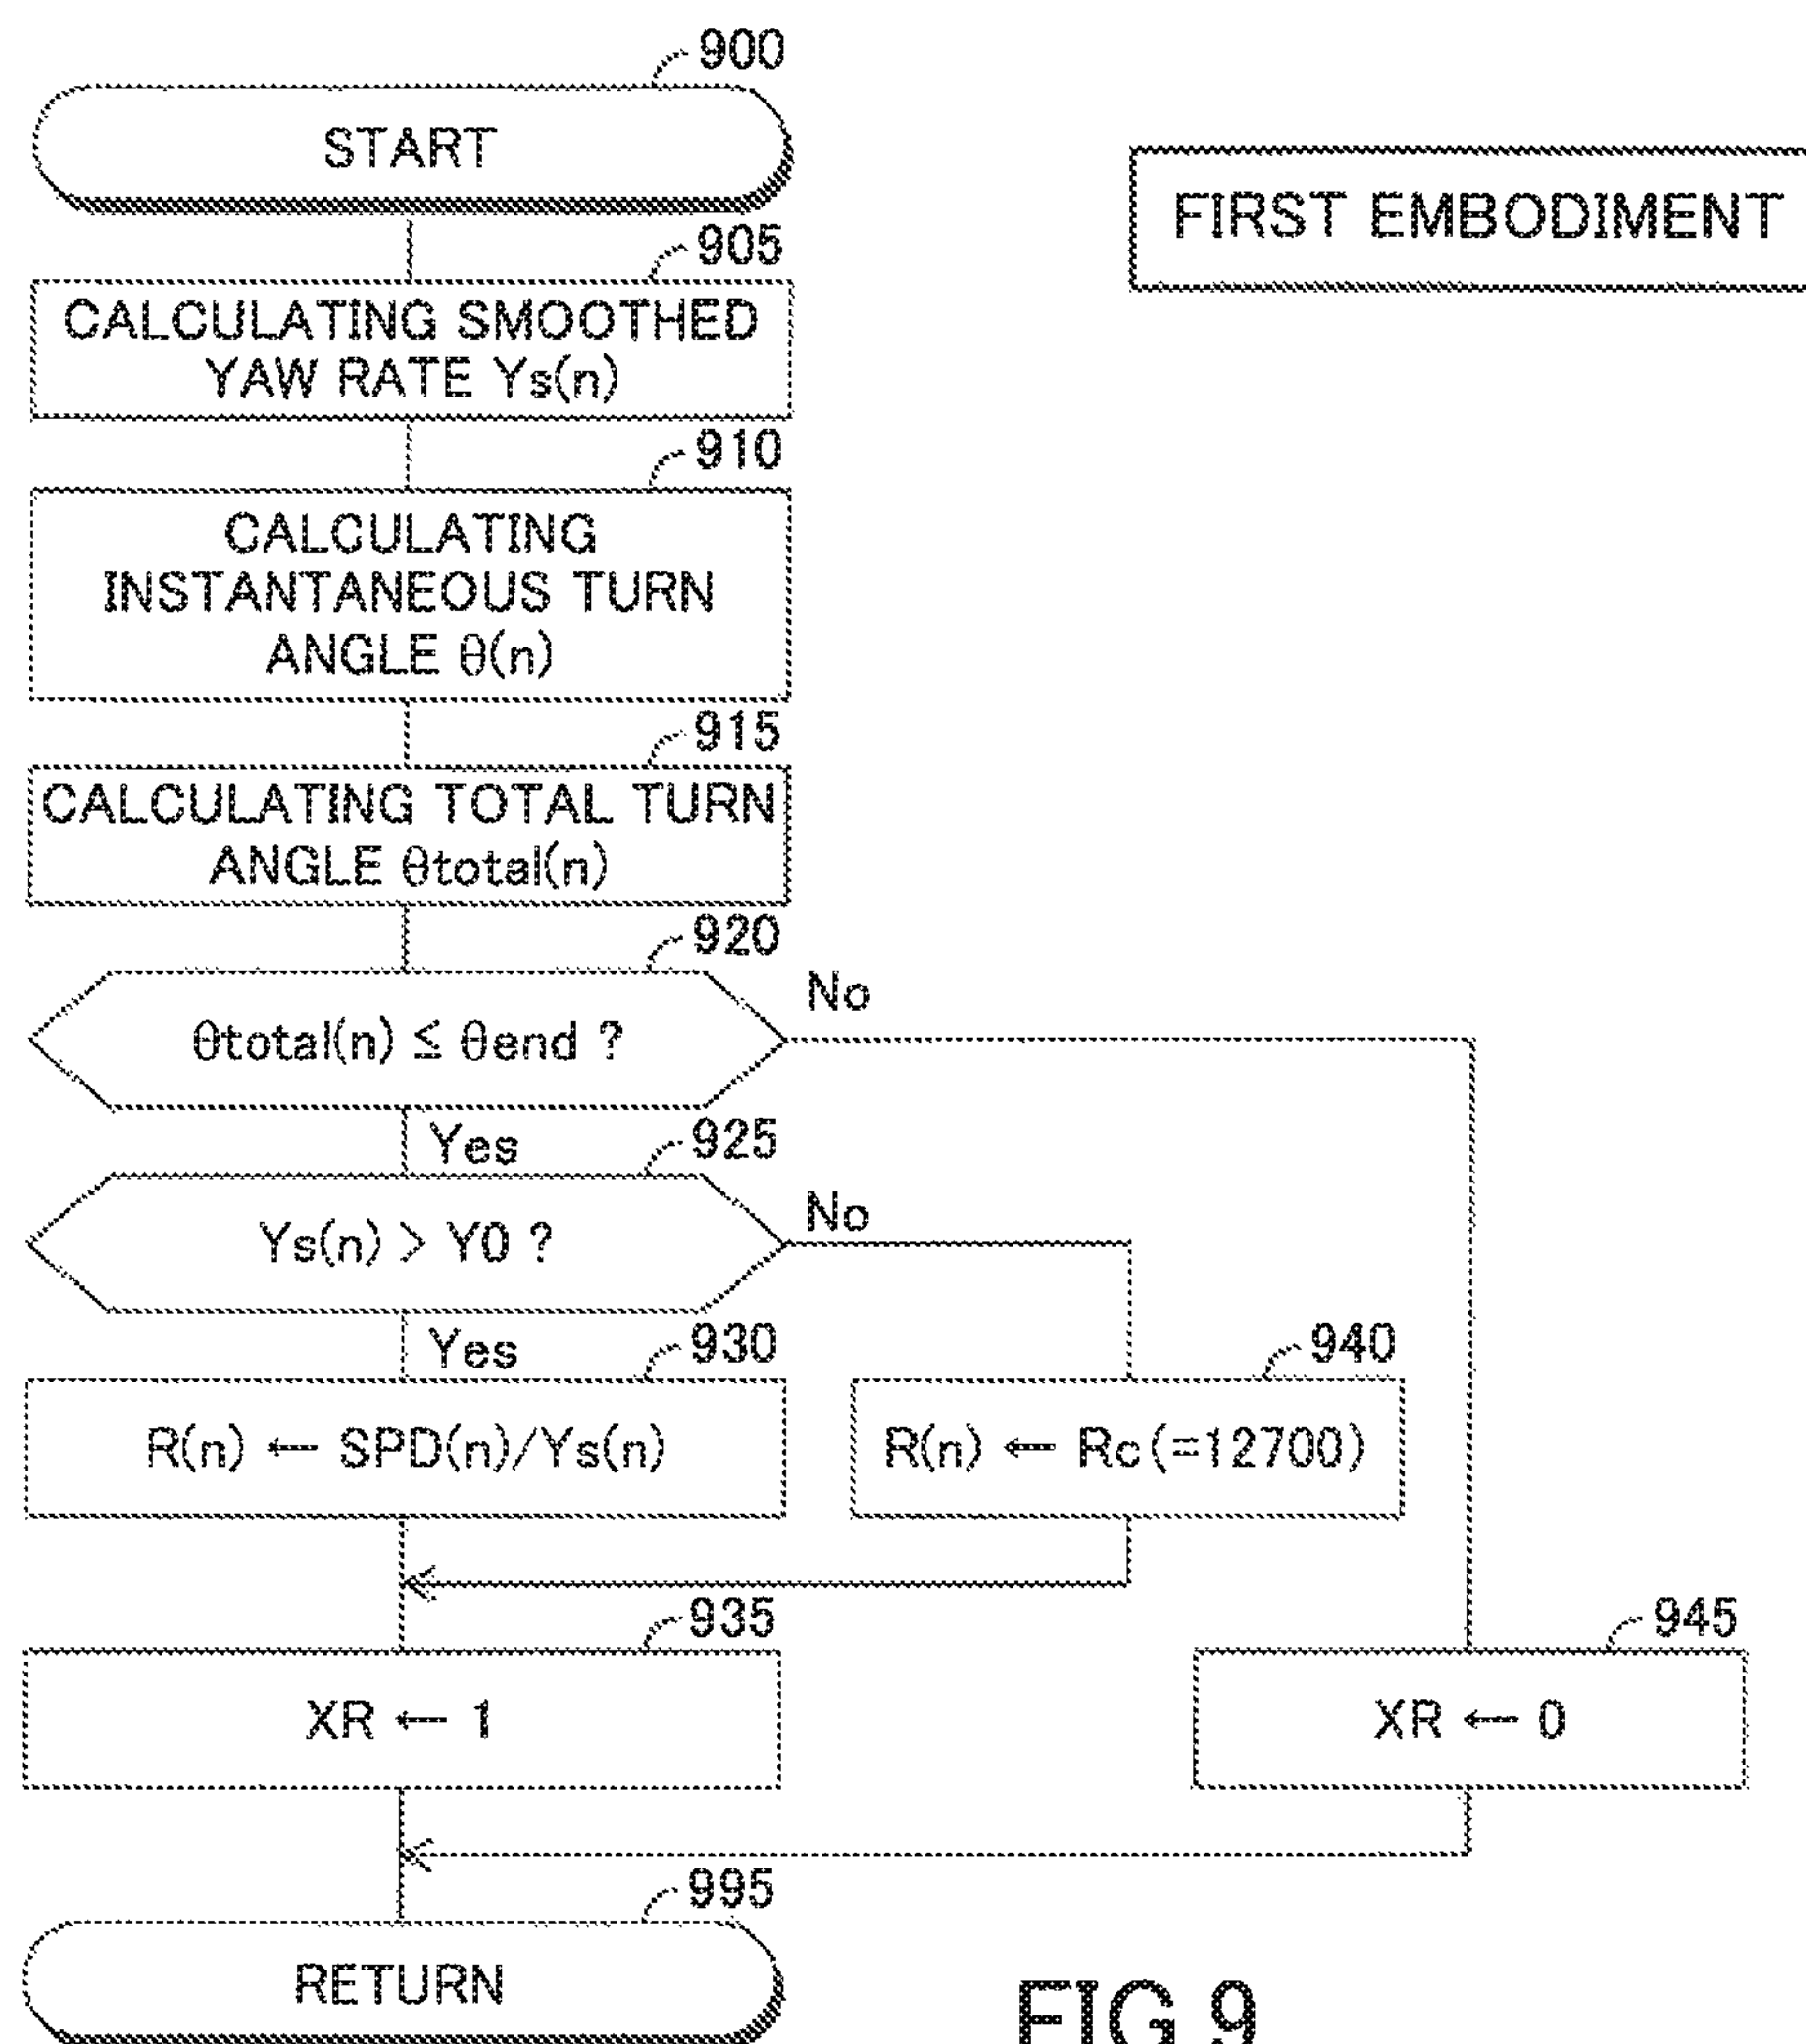 900
START
FIRST EMBODIMENT
905
CALCULATING SMOOTHED
YAW RATE Ys(n)
910
CALCULATING
INSTANTANEOUS TURN
ANGLE θ(n)
915
CALCULATING TOTAL TURN
ANGLE θtotal(n)
920
θtotal(n) ≦ θend ?
No
Yes
925
Ys(n) > Y0 ?
No
Yes
930
R(n) ← SPD(n)/Ys(n)
940
R(n) ← Rc(=12700)
935
XR ← 1
945
XR ← 0
995
RETURN
FIG.9